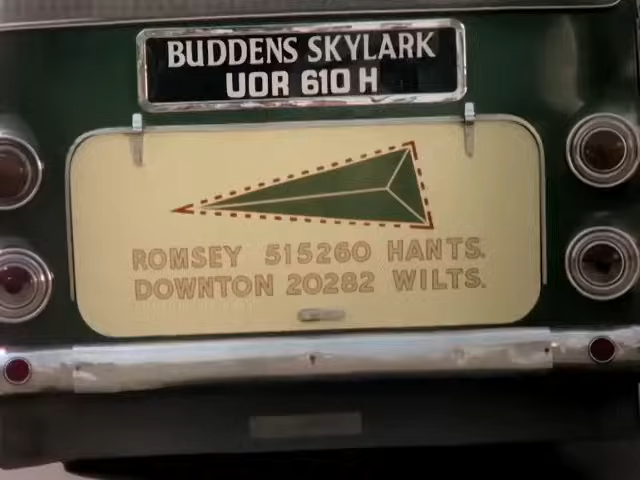 BUDDENS SKYLARK
UOR 610 H
ROMSEY 515260 HANTS.
DOWNTON 20282 WILTS.